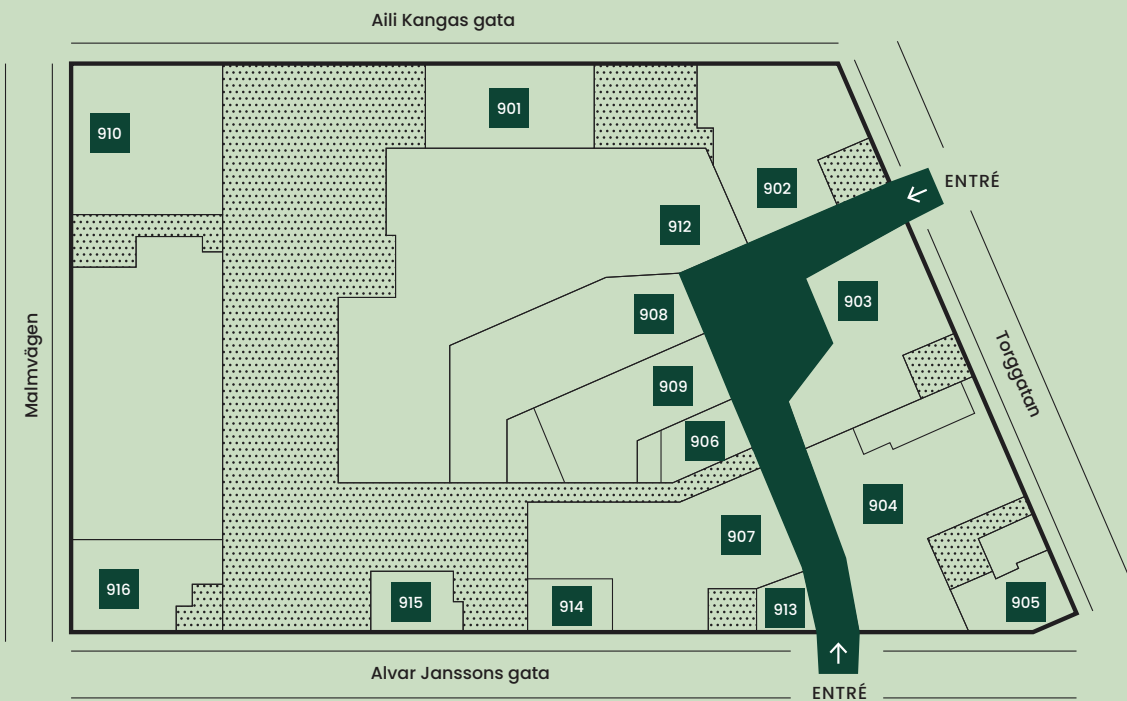 Aili Kangas gata
901
910
902
ENTRÉ
912
903
908
Malmvägen
Torggatan
909
906
904
907
916
915
914
913
905
Alvar Janssons gata
ENTRÉ